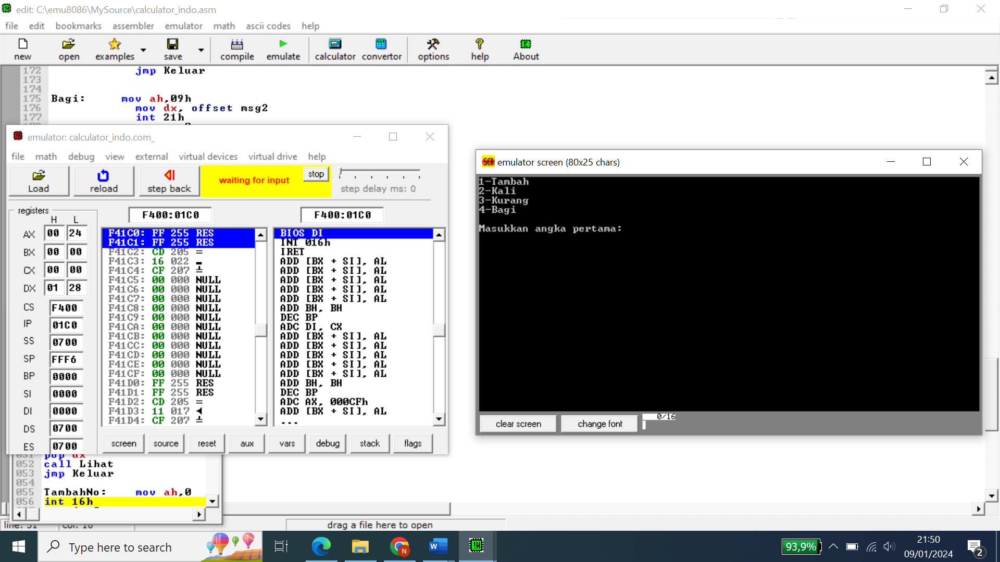 edit: C:\emu8086\MySource\calculator_indo.asm
file edit bookmarks assembler emulator math ascii codes help
new open examples save compile emulate calculator convertor options help About
172 jmp Keluar
173
174
175 Bagi: mov ah,09h
176 mov dx, offset msg2
177 int 21h
emulator: calculator_indo.com_
file math debug view external virtual devices virtual drive help
Load reload step back waiting for input stop step delay ms: 0
registers
H L
AX 00 24
BX 00 00
CX 00 00
DX 01 28
CS F400
IP 01C0
SS 0700
SP FFF6
BP 0000
SI 0000
DI 0000
DS 0700
ES 0700
F400:01C0
F41C0: FF 255 RES
F41C1: FF 255 RES
F41C2: CD 205 =
F41C3: 16 022 ▬
F41C4: CF 207 ╧
F41C5: 00 000 NULL
F41C6: 00 000 NULL
F41C7: 00 000 NULL
F41C8: 00 000 NULL
F41C9: 00 000 NULL
F41CA: 00 000 NULL
F41CB: 00 000 NULL
F41CC: 00 000 NULL
F41CD: 00 000 NULL
F41CE: 00 000 NULL
F41CF: 00 000 NULL
F41D0: FF 255 RES
F41D1: FF 255 RES
F41D2: CD 205 =
F41D3: 11 017 ◄
F41D4: CF 207 ╧
F400:01C0
BIOS DI
INT 016h
IRET
ADD [BX + SI], AL
ADD [BX + SI], AL
ADD [BX + SI], AL
ADD [BX + SI], AL
ADD [BX + SI], AL
ADD BH, BH
DEC BP
ADC DI, CX
ADD [BX + SI], AL
ADD [BX + SI], AL
ADD [BX + SI], AL
ADD [BX + SI], AL
ADD [BX + SI], AL
ADD BH, BH
DEC BP
ADC AX, 000CFh
ADD [BX + SI], AL
...
screen source reset aux vars debug stack flags
051 pop dx
052 call Lihat
053 jmp Keluar
054
055 TambahNo: mov ah,0
056 int 16h
emulator screen (80x25 chars)
1-Tambah
2-Kali
3-Kurang
4-Bagi
Masukkan angka pertama:
clear screen change font 0/16
line: 31 col: 16 drag a file here to open
Type here to search
93,9%
21:50
09/01/2024
2